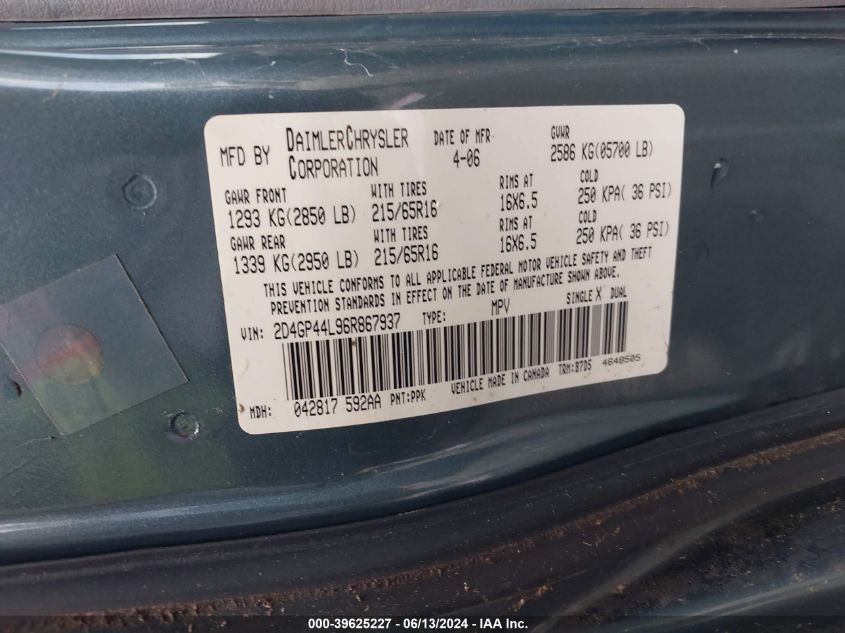 MFD BY DAIMLERCHRYSLER CORPORATION
DATE OF MFR 4-06
GVWR 2586 KG(05700 LB)
GAWR FRONT WITH TIRES RIMS AT COLD
1293 KG(2850 LB) 215/65R16 16X6.5 250 KPA( 36 PSI)
GAWR REAR WITH TIRES RIMS AT COLD
1339 KG(2950 LB) 215/65R16 16X6.5 250 KPA( 36 PSI)
THIS VEHICLE CONFORMS TO ALL APPLICABLE FEDERAL MOTOR VEHICLE SAFETY AND THEFT
PREVENTION STANDARDS IN EFFECT ON THE DATE OF MANUFACTURE SHOWN ABOVE.
VIN: 2D4GP44L96R867937 TYPE: MPV SINGLE X DUAL
MDH: 042817 592AA PNT:PPK VEHICLE MADE IN CANADA TRM:B7D5 4648505
000-39625227 - 06/13/2024 - IAA Inc.